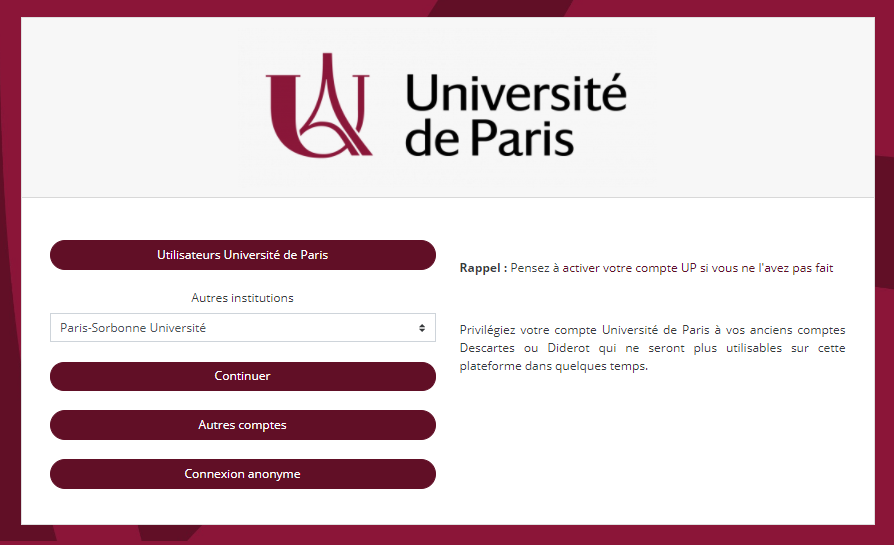 Université
de Paris
Utilisateurs Université de Paris
Autres institutions
Paris-Sorbonne Université
Continuer
Autres comptes
Connexion anonyme
Rappel : Pensez à activer votre compte UP si vous ne l'avez pas fait
Privilégiez votre compte Université de Paris à vos anciens comptes
Descartes ou Diderot qui ne seront plus utilisables sur cette
plateforme dans quelques temps.